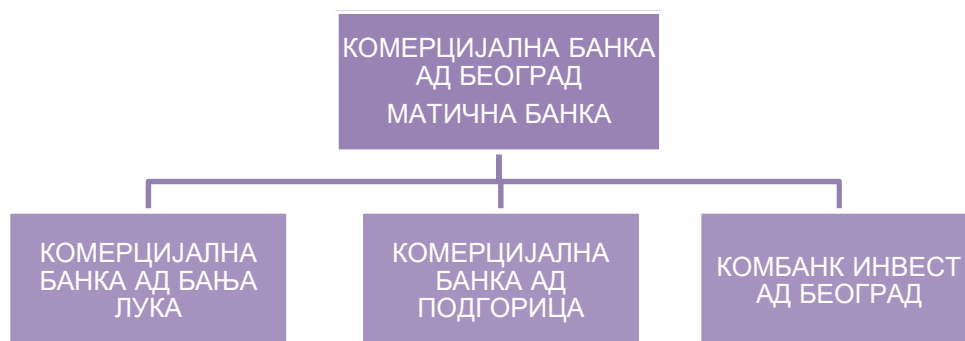 КОМЕРЦИЈАЛНА БАНКА
АД БЕОГРАД
МАТИЧНА БАНКА
КОМЕРЦИЈАЛНА
БАНКА АД БАЊА
ЛУКА
КОМЕРЦИЈАЛНА
БАНКА АД
ПОДГОРИЦА
КОМБАНК ИНВЕСТ
АД БЕОГРАД